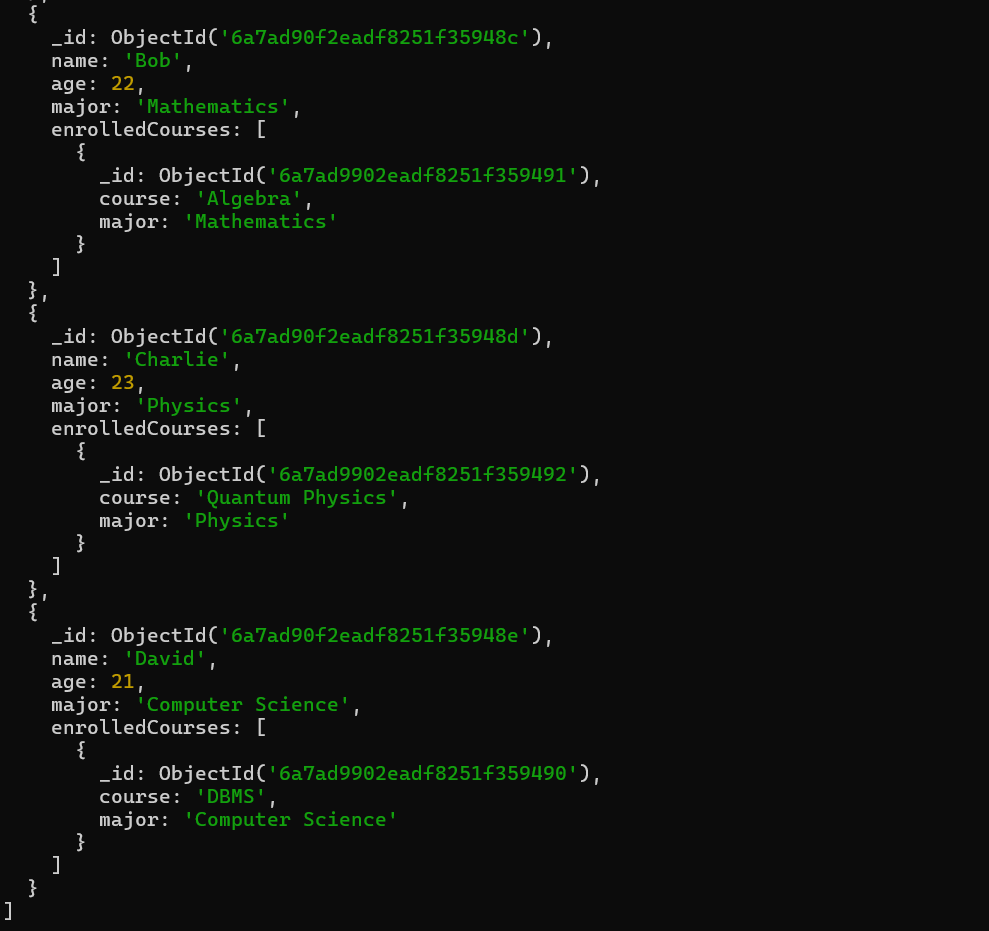 {
    _id: ObjectId('6a7ad90f2eadf8251f35948c'),
    name: 'Bob',
    age: 22,
    major: 'Mathematics',
    enrolledCourses: [
      {
        _id: ObjectId('6a7ad9902eadf8251f359491'),
        course: 'Algebra',
        major: 'Mathematics'
      }
    ]
  },
  {
    _id: ObjectId('6a7ad90f2eadf8251f35948d'),
    name: 'Charlie',
    age: 23,
    major: 'Physics',
    enrolledCourses: [
      {
        _id: ObjectId('6a7ad9902eadf8251f359492'),
        course: 'Quantum Physics',
        major: 'Physics'
      }
    ]
  },
  {
    _id: ObjectId('6a7ad90f2eadf8251f35948e'),
    name: 'David',
    age: 21,
    major: 'Computer Science',
    enrolledCourses: [
      {
        _id: ObjectId('6a7ad9902eadf8251f359490'),
        course: 'DBMS',
        major: 'Computer Science'
      }
    ]
  }
]